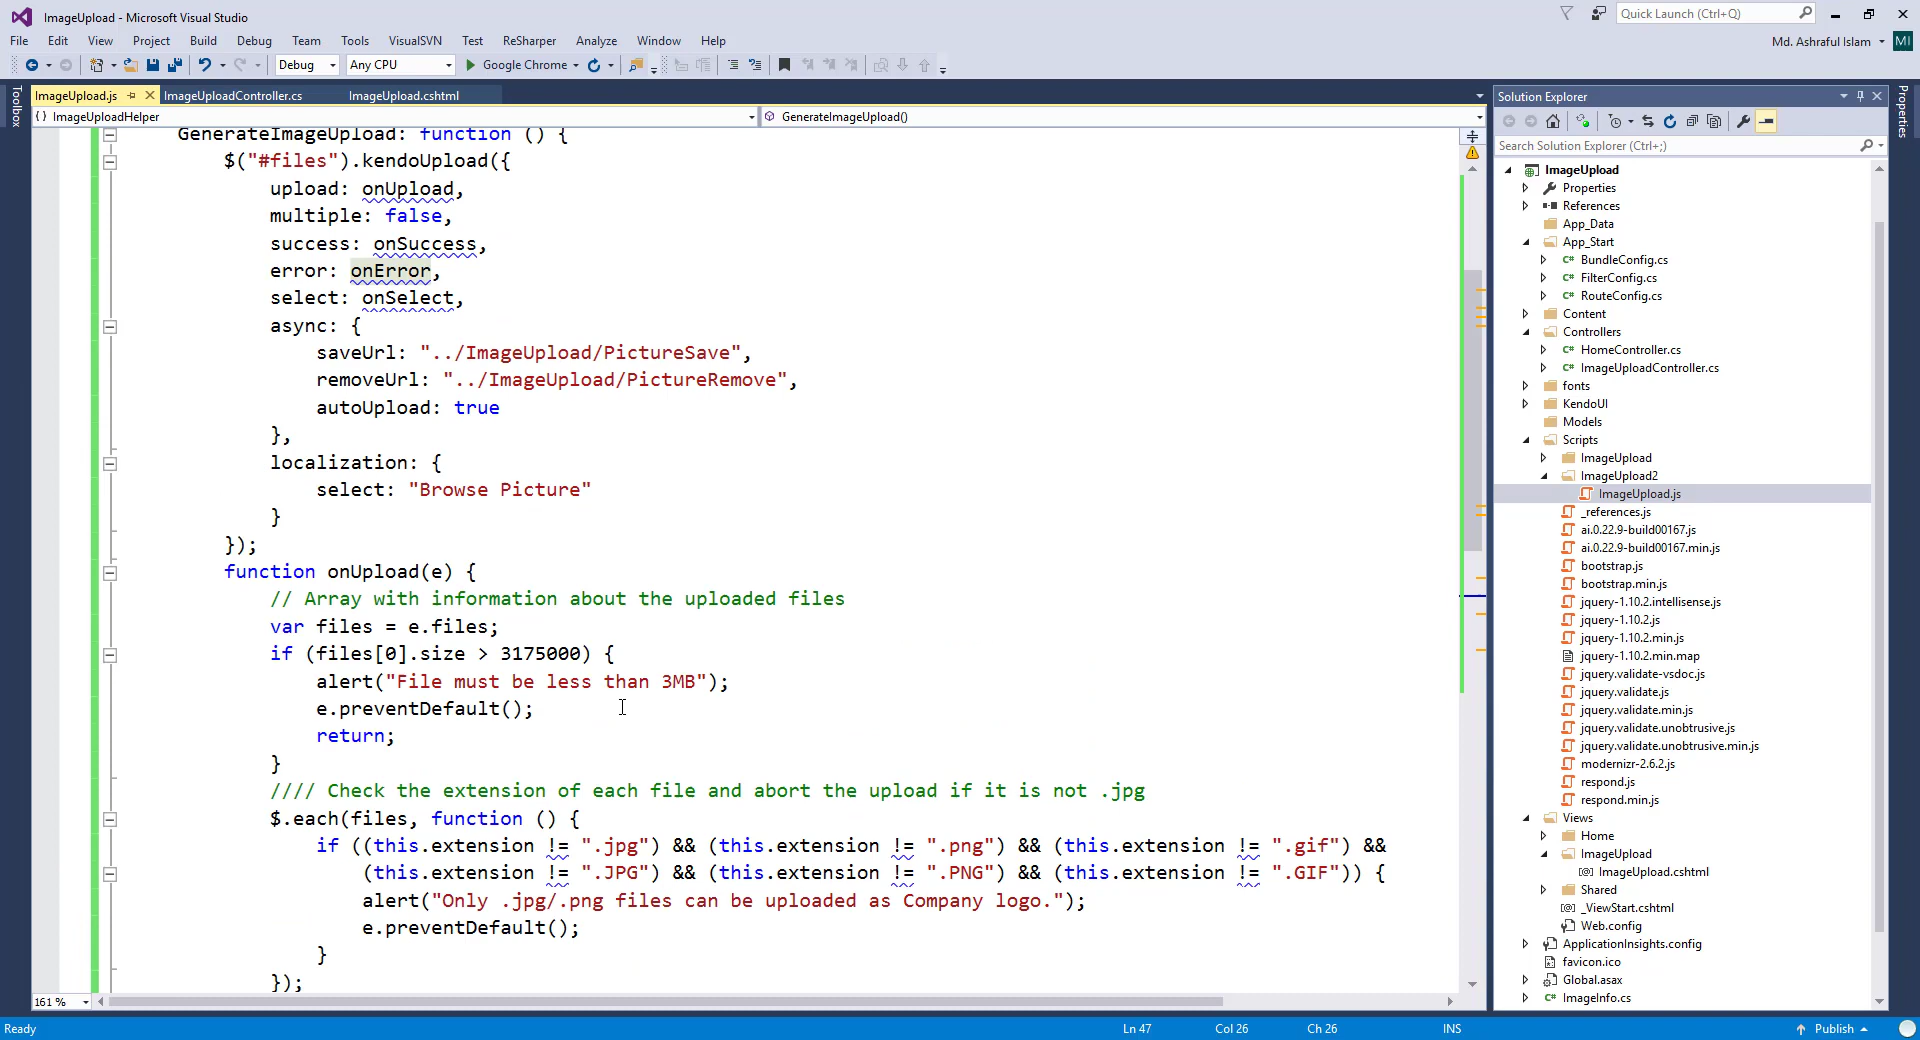 ImageUpload - Microsoft Visual Studio
Quick Launch (Ctrl+Q)
File Edit View Project Build Debug Team Tools VisualSVN Test ReSharper Analyze Window Help
Md. Ashraful Islam MI
Debug Any CPU Google Chrome
Toolbox
ImageUpload.js ImageUploadController.cs ImageUpload.cshtml
{ } ImageUploadHelper GenerateImageUpload()
GenerateImageUpload: function () {
$("#files").kendoUpload({
upload: onUpload,
multiple: false,
success: onSuccess,
error: onError,
select: onSelect,
async: {
saveUrl: "../ImageUpload/PictureSave",
removeUrl: "../ImageUpload/PictureRemove",
autoUpload: true
},
localization: {
select: "Browse Picture"
}
});
function onUpload(e) {
// Array with information about the uploaded files
var files = e.files;
if (files[0].size > 3175000) {
alert("File must be less than 3MB");
e.preventDefault();
return;
}
//// Check the extension of each file and abort the upload if it is not .jpg
$.each(files, function () {
if ((this.extension != ".jpg") && (this.extension != ".png") && (this.extension != ".gif") &&
(this.extension != ".JPG") && (this.extension != ".PNG") && (this.extension != ".GIF")) {
alert("Only .jpg/.png files can be uploaded as Company logo.");
e.preventDefault();
}
});
161 %
Solution Explorer
Search Solution Explorer (Ctrl+;)
ImageUpload
Properties
References
App_Data
App_Start
C# BundleConfig.cs
C# FilterConfig.cs
C# RouteConfig.cs
Content
Controllers
C# HomeController.cs
C# ImageUploadController.cs
fonts
KendoUI
Models
Scripts
ImageUpload
ImageUpload2
ImageUpload.js
_references.js
ai.0.22.9-build00167.js
ai.0.22.9-build00167.min.js
bootstrap.js
bootstrap.min.js
jquery-1.10.2.intellisense.js
jquery-1.10.2.js
jquery-1.10.2.min.js
jquery-1.10.2.min.map
jquery.validate-vsdoc.js
jquery.validate.js
jquery.validate.min.js
jquery.validate.unobtrusive.js
jquery.validate.unobtrusive.min.js
modernizr-2.6.2.js
respond.js
respond.min.js
Views
Home
ImageUpload
[@] ImageUpload.cshtml
Shared
[@] _ViewStart.cshtml
Web.config
ApplicationInsights.config
favicon.ico
Global.asax
C# ImageInfo.cs
Properties
Ready Ln 47 Col 26 Ch 26 INS Publish